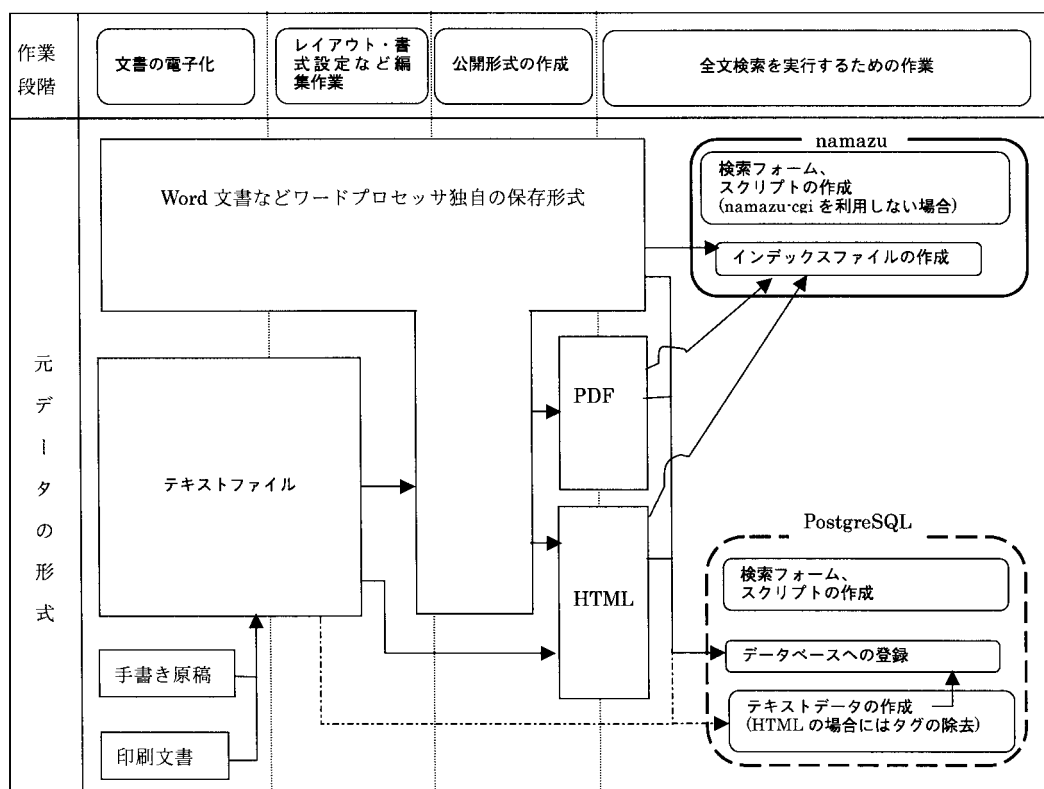 作業
段階
文書の電子化
レイアウト・書
式設定など編
集作業
公開形式の作成
全文検索を実行するための作業
元データの形式
Word 文書などワードプロセッサ独自の保存形式
namazu
検索フォーム、
スクリプトの作成
(namazu-cgi を利用しない場合)
インデックスファイルの作成
PDF
テキストファイル
HTML
PostgreSQL
検索フォーム、
スクリプトの作成
データベースへの登録
テキストデータの作成
(HTML の場合にはタグの除去)
手書き原稿
印刷文書